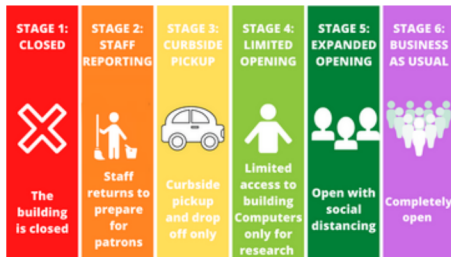 STAGE 1:
CLOSED
The
building
is closed
STAGE 2:
STAFF
REPORTING
Staff
returns to
prepare
for
patrons
STAGE 3:
CURBSIDE
PICKUP
Curbside
pickup
and drop
off only
STAGE 4:
LIMITED
OPENING
Limited
access to
building
Computers
only for
research
STAGE 5:
EXPANDED
OPENING
Open with
social
distancing
STAGE 6:
BUSINESS
AS USUAL
Completely
open